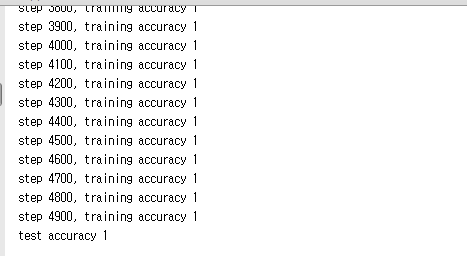 step 3800, training accuracy 1
step 3900, training accuracy 1
step 4000, training accuracy 1
step 4100, training accuracy 1
step 4200, training accuracy 1
step 4300, training accuracy 1
step 4400, training accuracy 1
step 4500, training accuracy 1
step 4600, training accuracy 1
step 4700, training accuracy 1
step 4800, training accuracy 1
step 4900, training accuracy 1
test accuracy 1